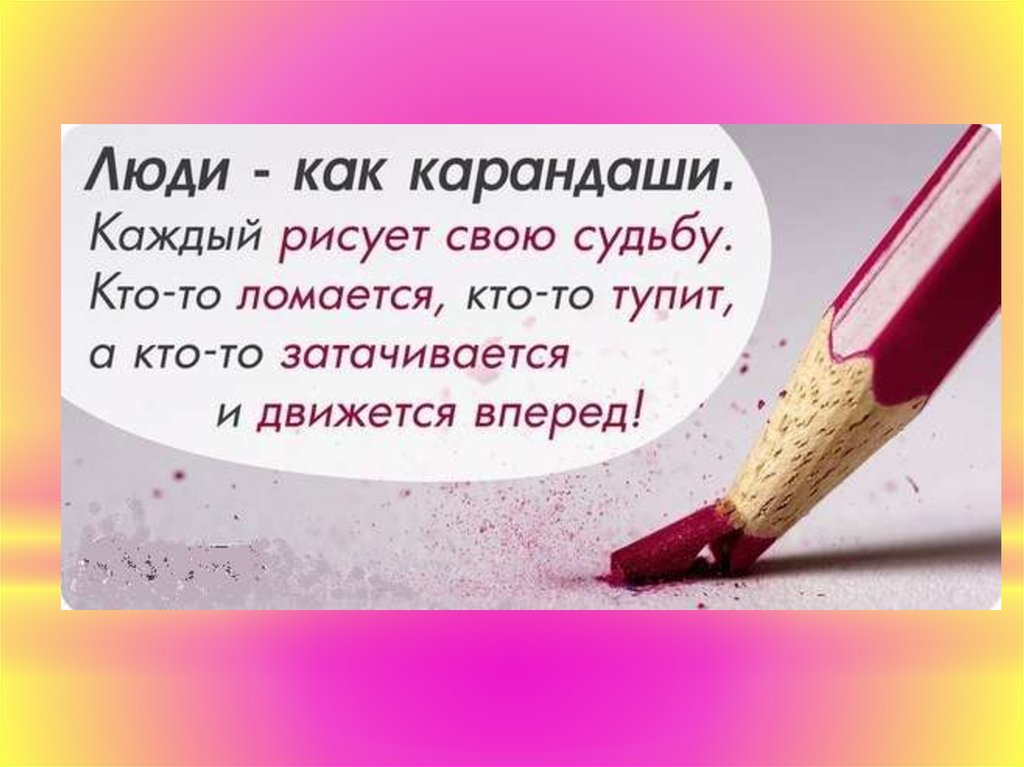 Люди - как карандаши.
Каждый рисует свою судьбу.
Кто-то ломается, кто-то тупит,
а кто-то затачивается
и движется вперед!